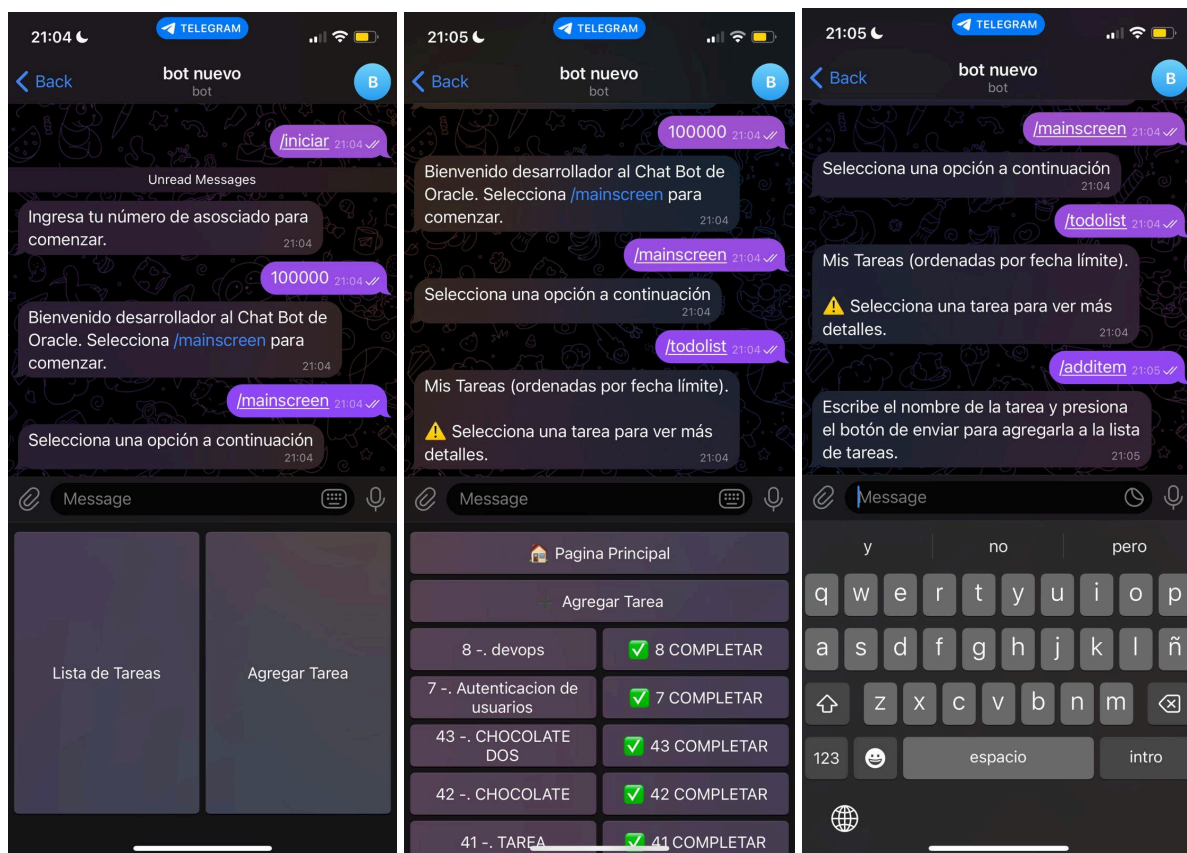 21:04
TELEGRAM
Back
bot nuevo
bot
B
/iniciar 21:04
Unread Messages
Ingresa tu número de asosciado para
comenzar.
21:04
100000 21:04
Bienvenido desarrollador al Chat Bot de
Oracle. Selecciona /mainscreen para
comenzar.
21:04
/mainscreen 21:04
Selecciona una opción a continuación
21:04
Message
Lista de Tareas
Agregar Tarea
21:05
TELEGRAM
Back
bot nuevo
bot
B
100000 21:04
Bienvenido desarrollador al Chat Bot de
Oracle. Selecciona /mainscreen para
comenzar.
21:04
/mainscreen 21:04
Selecciona una opción a continuación
21:04
/todolist 21:04
Mis Tareas (ordenadas por fecha límite).
⚠️ Selecciona una tarea para ver más
detalles.
21:04
Message
🏠 Pagina Principal
Agregar Tarea
8 -. devops
✅ 8 COMPLETAR
7 -. Autenticacion de
usuarios
✅ 7 COMPLETAR
43 -. CHOCOLATE
DOS
✅ 43 COMPLETAR
42 -. CHOCOLATE
✅ 42 COMPLETAR
41 -. TAREA
✅ 41 COMPLETAR
21:05
TELEGRAM
Back
bot nuevo
bot
B
/mainscreen 21:04
Selecciona una opción a continuación
21:04
/todolist 21:04
Mis Tareas (ordenadas por fecha límite).
⚠️ Selecciona una tarea para ver más
detalles.
21:04
/additem 21:05
Escribe el nombre de la tarea y presiona
el botón de enviar para agregarla a la lista
de tareas.
21:05
Message
y no pero
q w e r t y u i o p
a s d f g h j k l ñ
z x c v b n m
123 espacio intro